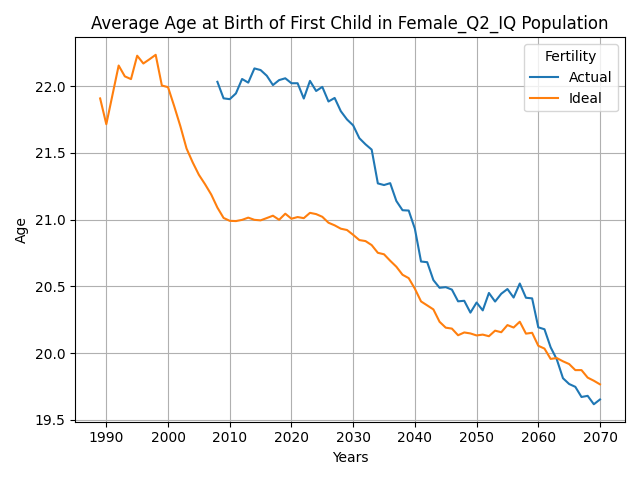 Average Age at Birth of First Child in Female_Q2_IQ Population
Fertility
Actual
Ideal
Age
22.0
21.5
21.0
20.5
20.0
19.5
1990 2000 2010 2020 2030 2040 2050 2060 2070
Years